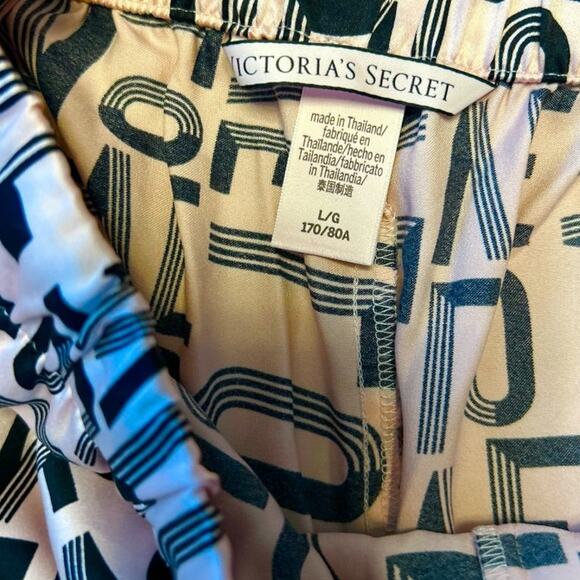 VICTORIA'S SECRET
made in Thailand/
fabriqué en
Thaïlande/hecho en
Tailandia/fabbricato
in Thailandia/
泰国制造
L/G
170/80A